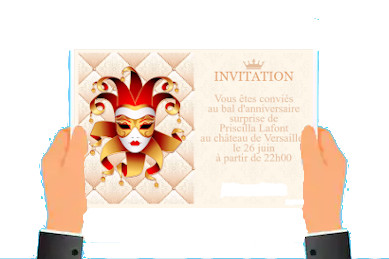 INVITATION
Vous êtes conviés
au bal d'anniversaire
surprise de
Priscilla Lafont
au château de Versaille
le 26 juin
à partir de 22h00